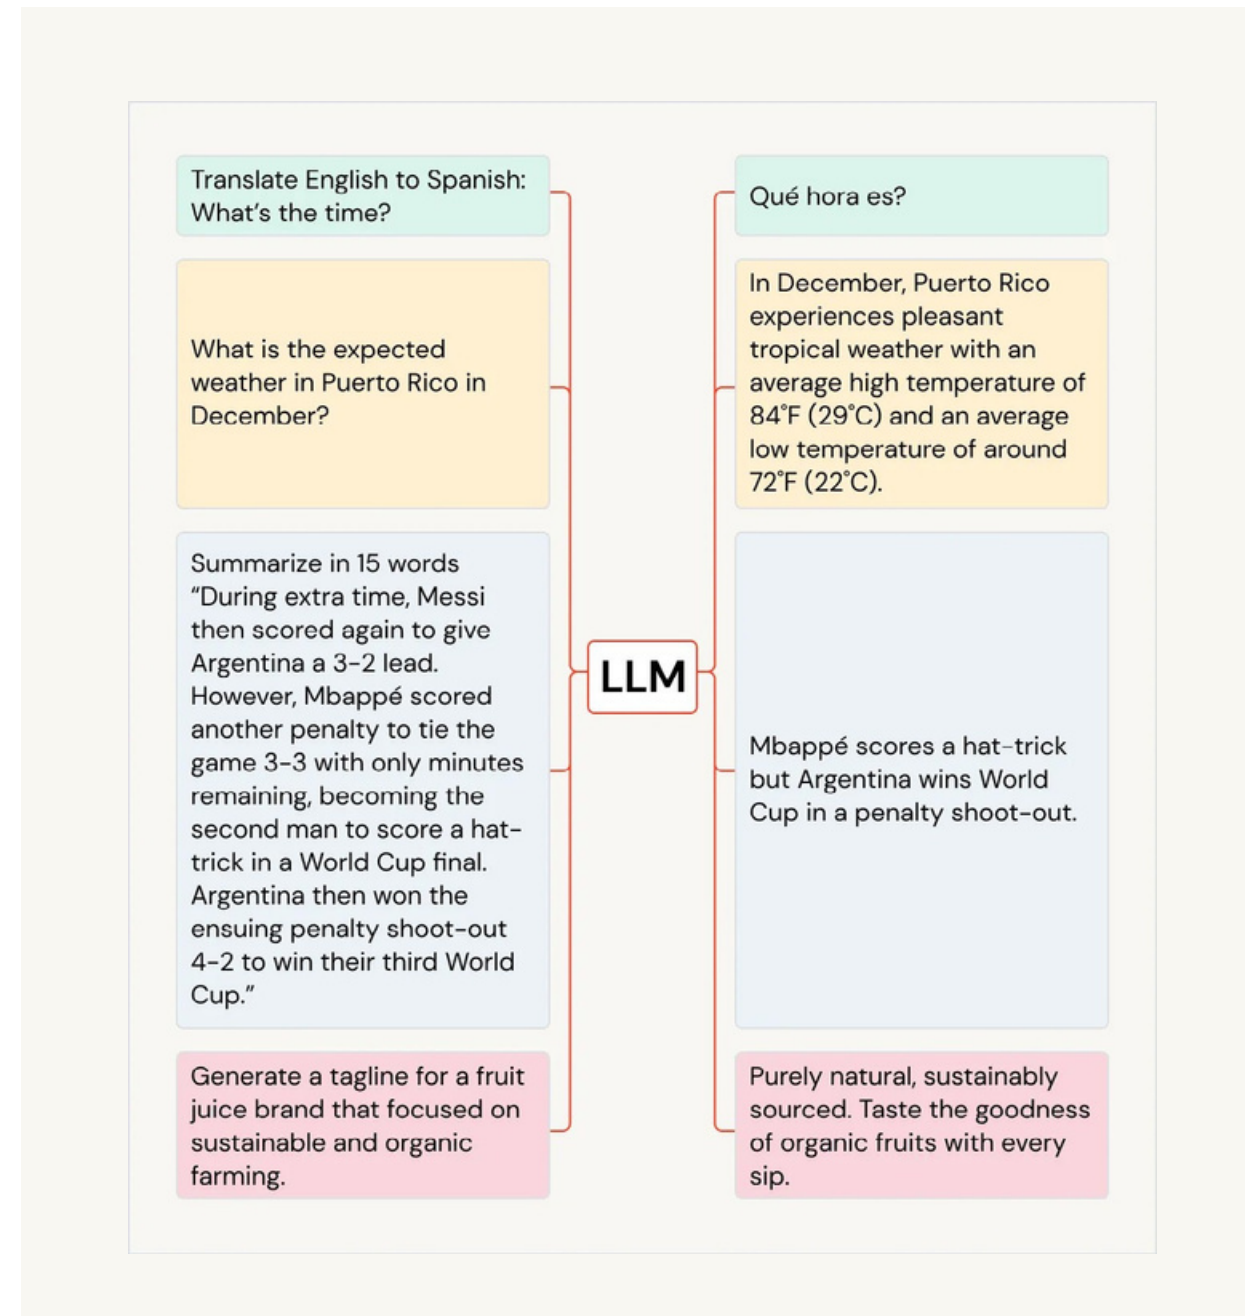 Translate English to Spanish:
What's the time?
Qué hora es?
What is the expected
weather in Puerto Rico in
December?
In December, Puerto Rico
experiences pleasant
tropical weather with an
average high temperature of
84°F (29°C) and an average
low temperature of around
72°F (22°C).
Summarize in 15 words
“During extra time, Messi
then scored again to give
Argentina a 3-2 lead.
However, Mbappé scored
another penalty to tie the
game 3-3 with only minutes
remaining, becoming the
second man to score a hat-
trick in a World Cup final.
Argentina then won the
ensuing penalty shoot-out
4-2 to win their third World
Cup.”
LLM
Mbappé scores a hat-trick
but Argentina wins World
Cup in a penalty shoot-out.
Generate a tagline for a fruit
juice brand that focused on
sustainable and organic
farming.
Purely natural, sustainably
sourced. Taste the goodness
of organic fruits with every
sip.